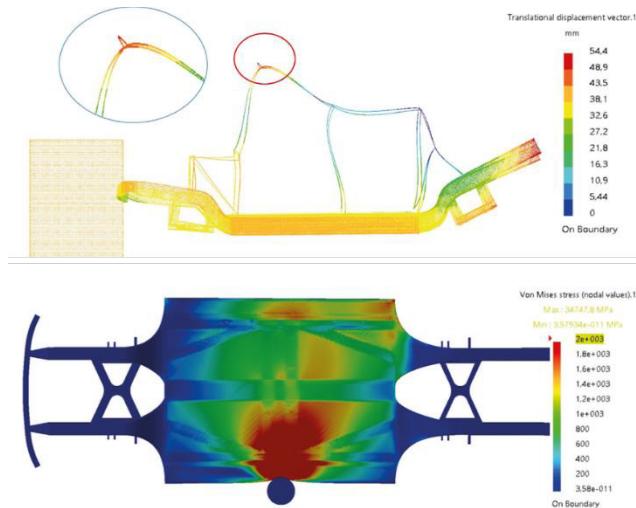 Translational displacement vector.1
mm
54,4
48,9
43,5
38,1
32,6
27,2
21,8
16,3
10,9
5,44
0
On Boundary
Von Mises stress (nodal values).1
Max : 34747,8 MPa
Min : 3,57934e-011 MPa
2e+003
1.8e+003
1.6e+003
1.4e+003
1.2e+003
1e+003
800
600
400
200
3,58e-011
On Boundary